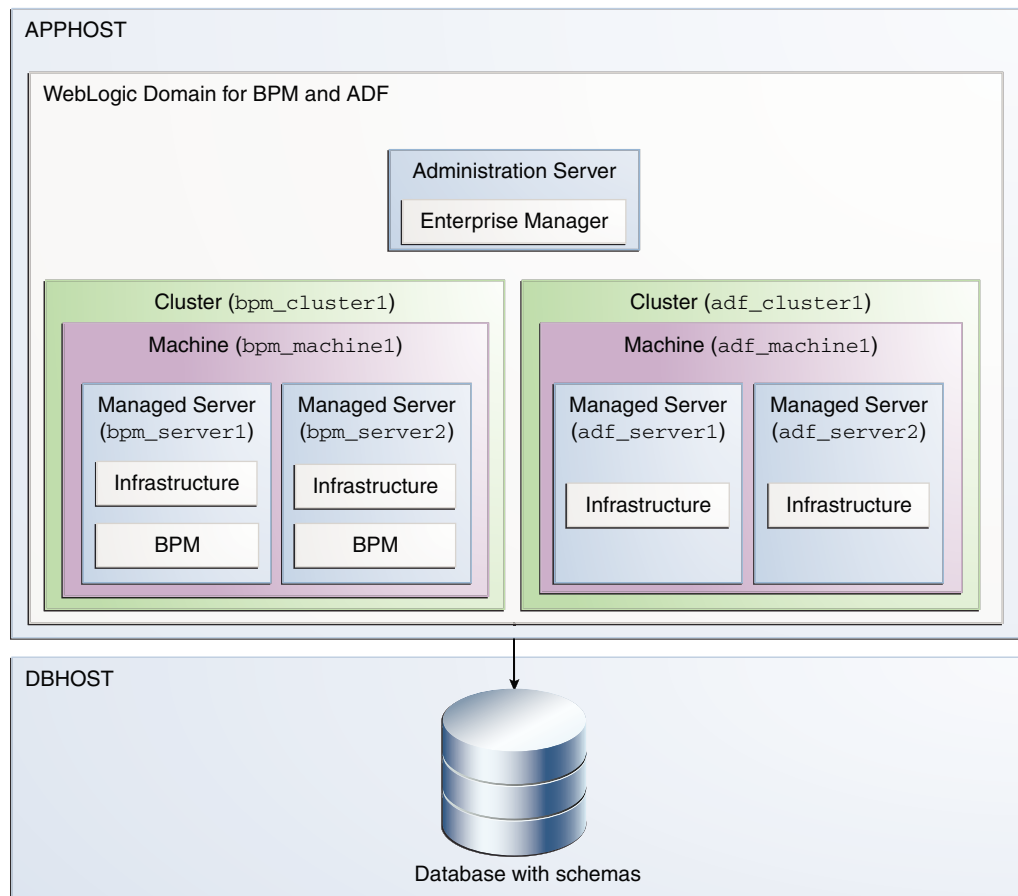 APPHOST
WebLogic Domain for BPM and ADF
Administration Server
Enterprise Manager
Cluster (bpm_cluster1)
Machine (bpm_machine1)
Managed Server
(bpm_server1)
Infrastructure
BPM
Managed Server
(bpm_server2)
Infrastructure
BPM
Cluster (adf_cluster1)
Machine (adf_machine1)
Managed Server
(adf_server1)
Infrastructure
Managed Server
(adf_server2)
Infrastructure
DBHOST
Database with schemas